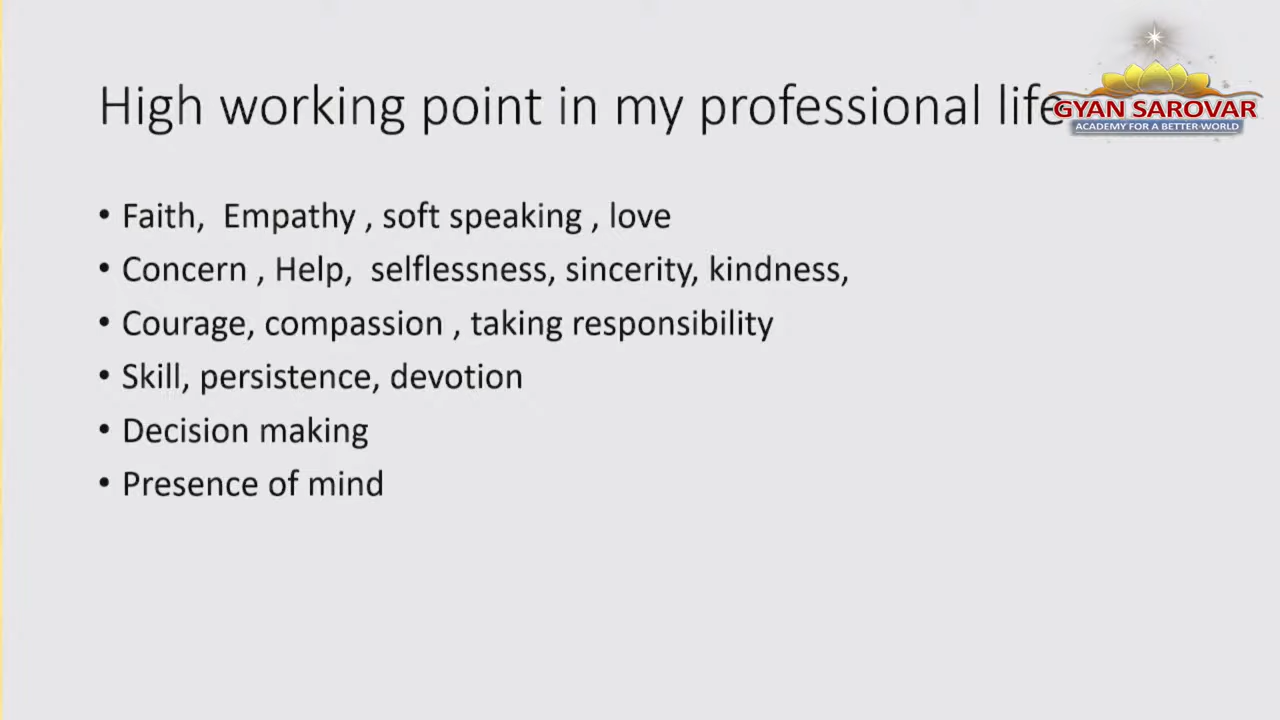 High working point in my professional life
GYAN SAROVAR
ACADEMY FOR A BETTER WORLD
• Faith,  Empathy , soft speaking , love
• Concern , Help,  selflessness, sincerity, kindness,
• Courage, compassion , taking responsibility
• Skill, persistence, devotion
• Decision making
• Presence of mind